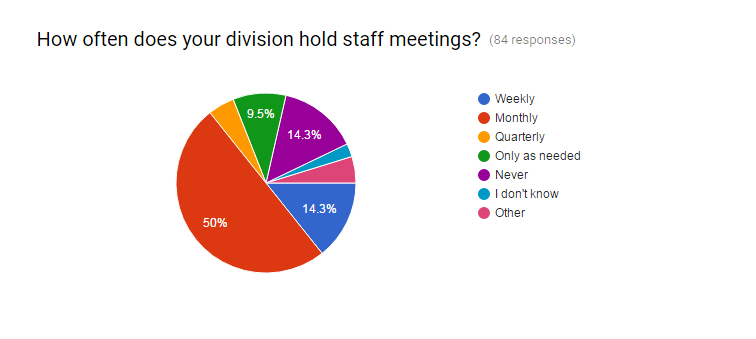 How often does your division hold staff meetings? (84 responses)
9.5%
14.3%
14.3%
50%
Weekly
Monthly
Quarterly
Only as needed
Never
I don't know
Other